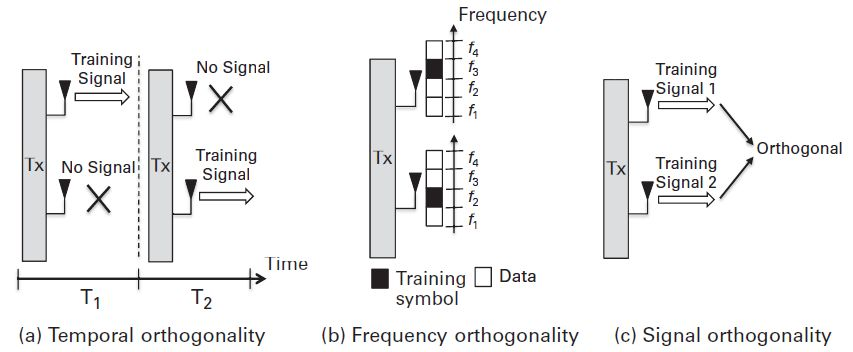 Training
Signal
No Signal
Tx
No Signal
Tx
Training
Signal
Time
T1
T2
(a) Temporal orthogonality
Frequency
f4
f3
f2
f1
Tx
f4
f3
f2
f1
Training
symbol
Data
(b) Frequency orthogonality
Training
Signal 1
Tx
Training
Signal 2
Orthogonal
(c) Signal orthogonality